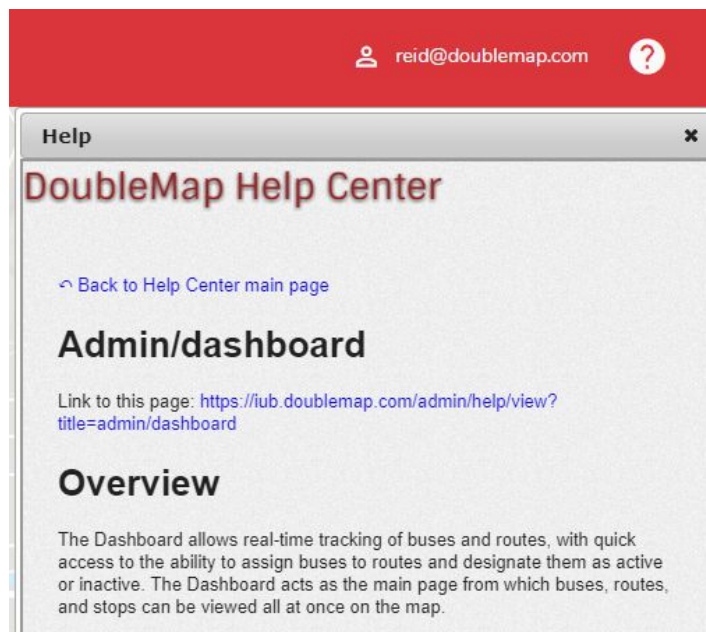 reid@doublemap.com
?
Help
DoubleMap Help Center
Back to Help Center main page
Admin/dashboard
Link to this page: https://iub.doublemap.com/admin/help/view?
title=admin/dashboard
Overview
The Dashboard allows real-time tracking of buses and routes, with quick
access to the ability to assign buses to routes and designate them as active
or inactive. The Dashboard acts as the main page from which buses, routes,
and stops can be viewed all at once on the map.